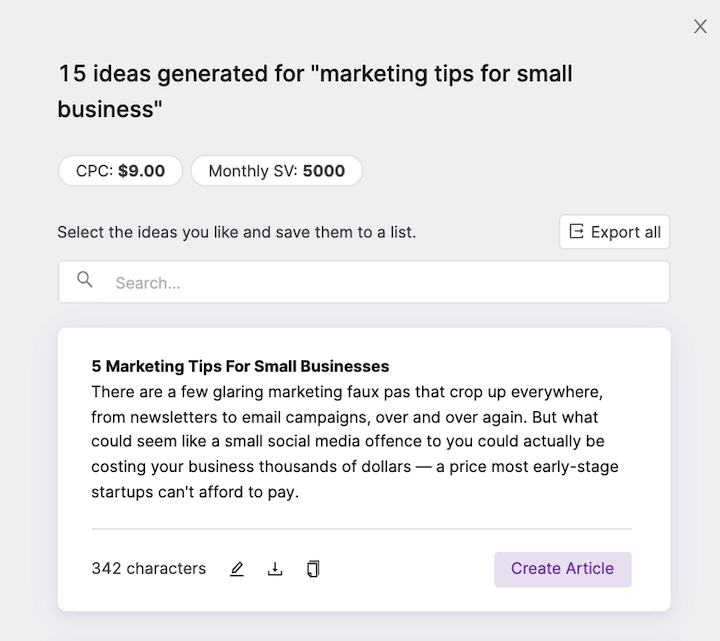 15 ideas generated for "marketing tips for small
business"
CPC: $9.00 Monthly SV: 5000
Select the ideas you like and save them to a list.
Export all
Search...
5 Marketing Tips For Small Businesses
There are a few glaring marketing faux pas that crop up everywhere,
from newsletters to email campaigns, over and over again. But what
could seem like a small social media offence to you could actually be
costing your business thousands of dollars — a price most early-stage
startups can't afford to pay.
342 characters
Create Article